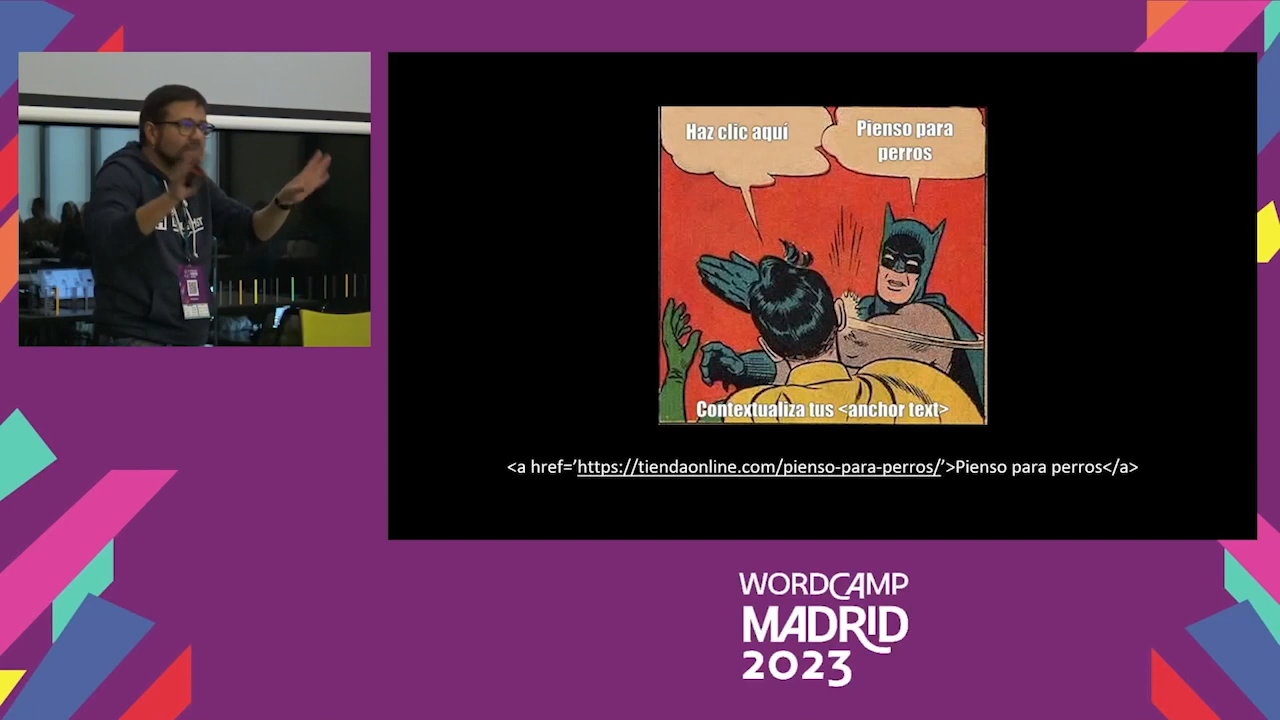 Haz clic aquí
Pienso para
perros
Contextualiza tus <anchor text>
<a href='https://tiendaonline.com/pienso-para-perros/'>Pienso para perros</a>
WORDCAMP
MADRID
2023